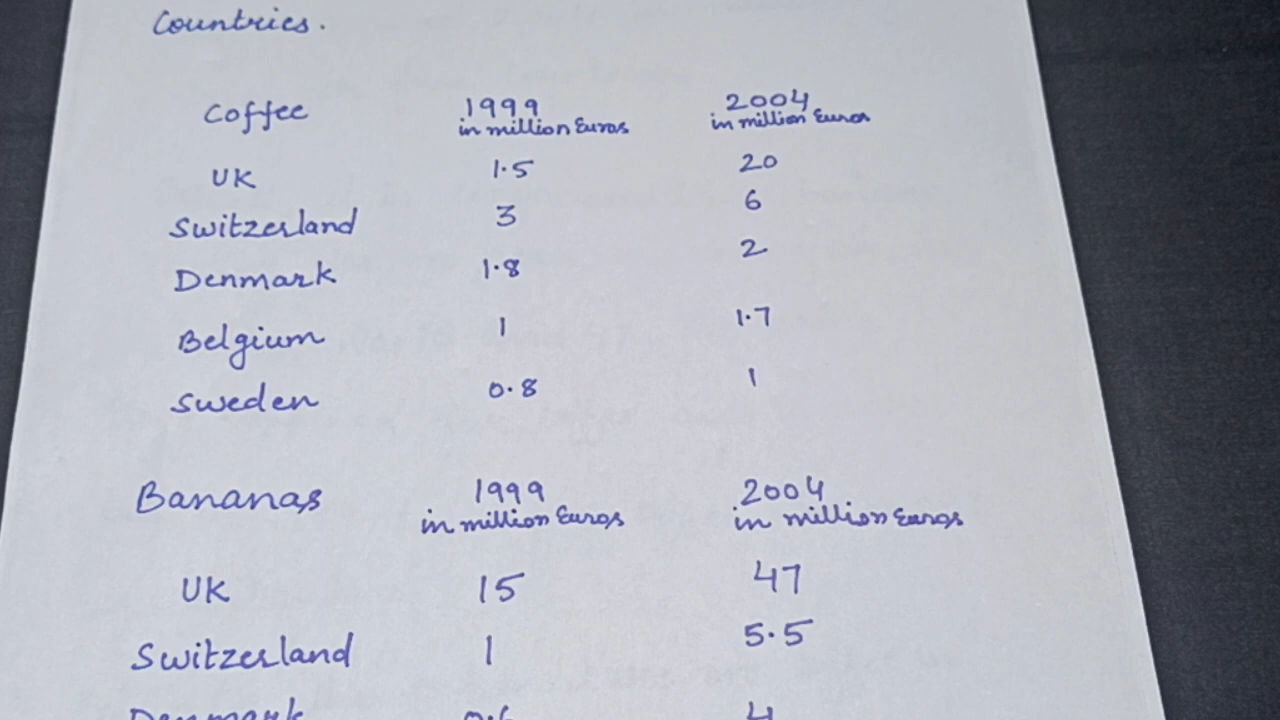 Countries.
Coffee 1999 2004
in million Euros in million Euros
UK 1.5 20
Switzerland 3 6
Denmark 1.8 2
Belgium 1 1.7
Sweden 0.8 1
Bananas 1999 2004
in million Euros in million Euros
UK 15 47
Switzerland 1 5.5
Denmark 4